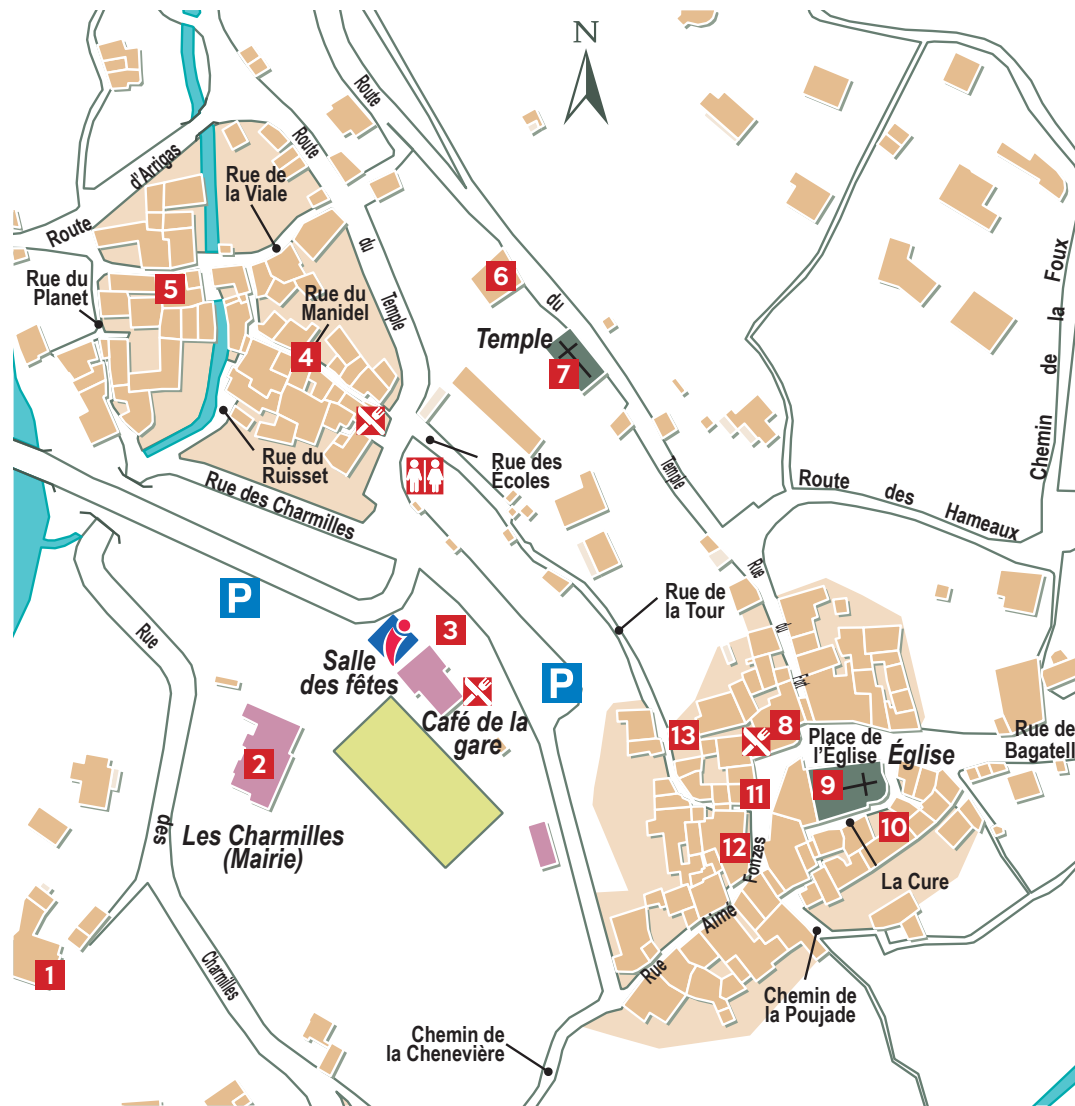 N
Route
d'Arrigas
Rue de
la Viale
Route
du
Temple
Route
du
Temple
Rue du
Planet
5
Rue du
Manidel
4
6
Temple
7
Rue du
Ruisset
Rue des
Écoles
Rue des Charmilles
Chemin de la Foux
Route des Hameaux
P
3
Salle
des fêtes
Café de la
gare
P
Rue de
la Tour
Rue
du
Fort
2
Les Charmilles
(Mairie)
Rue
des
Charmilles
1
13
8
Place de
l'Église
Église
9
Rue de
Bagatell
11
10
12
La Cure
Rue Aimé Fonzes
Chemin de
la Poujade
Chemin de
la Chenevière